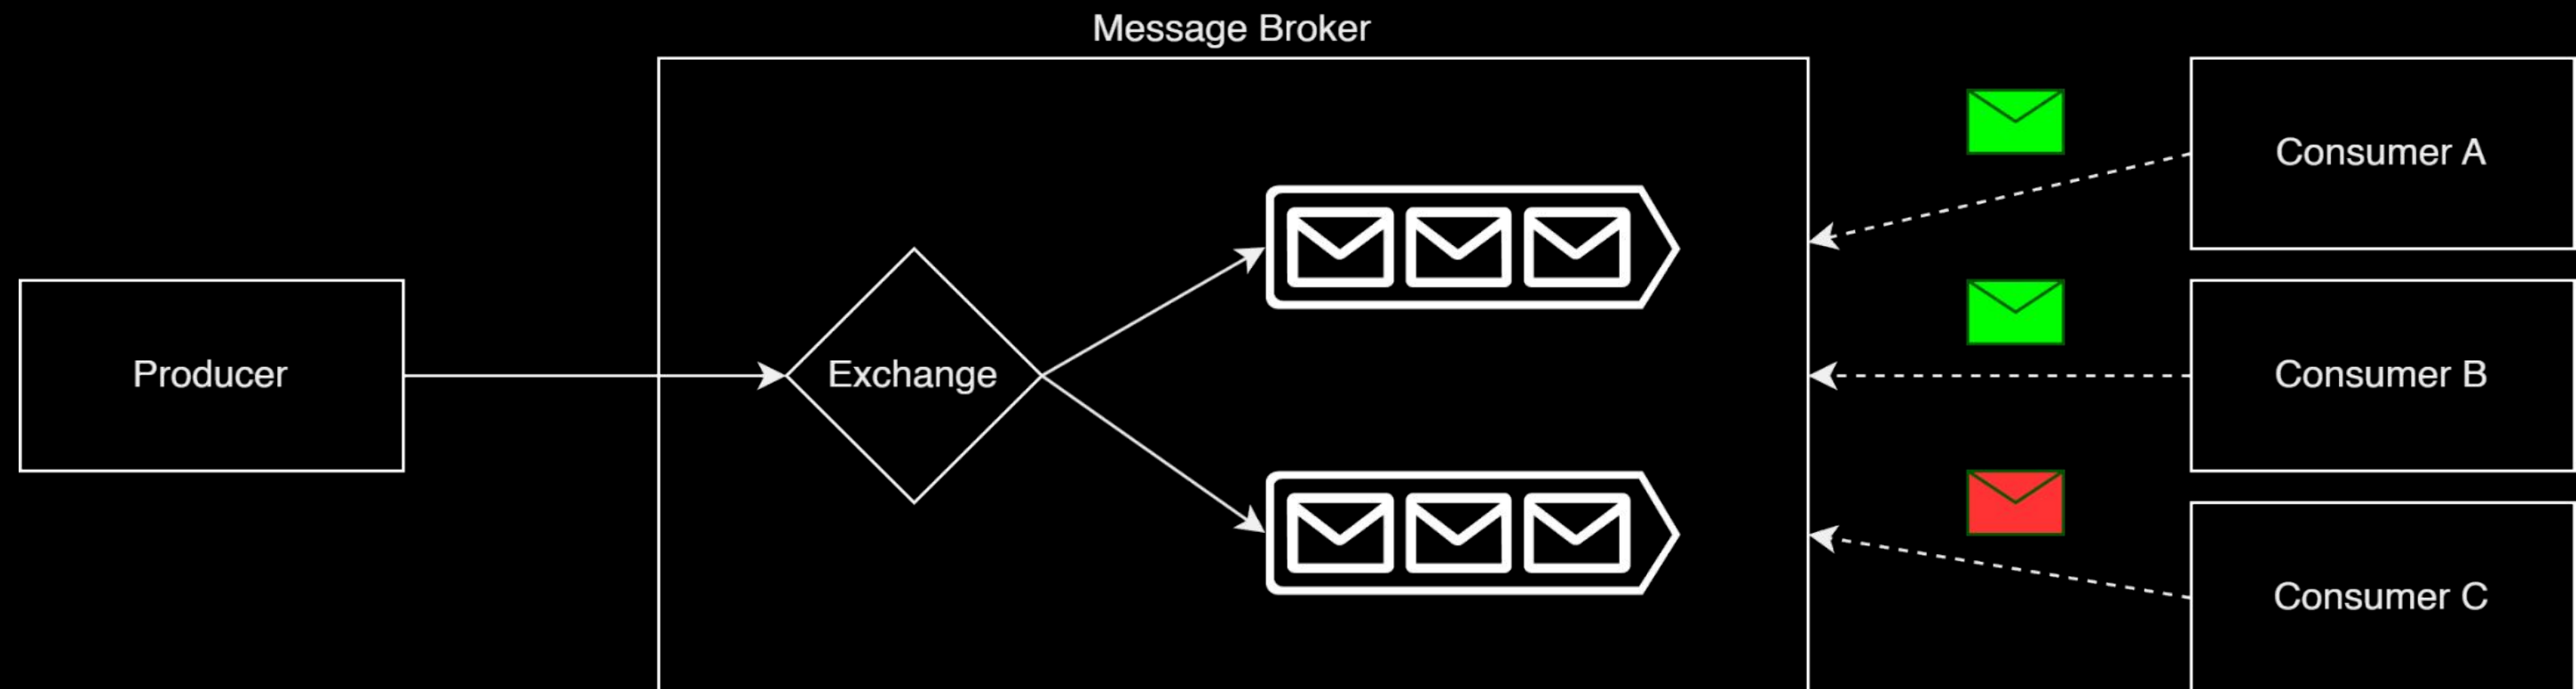 Message Broker
Producer
Exchange
Consumer A
Consumer B
Consumer C